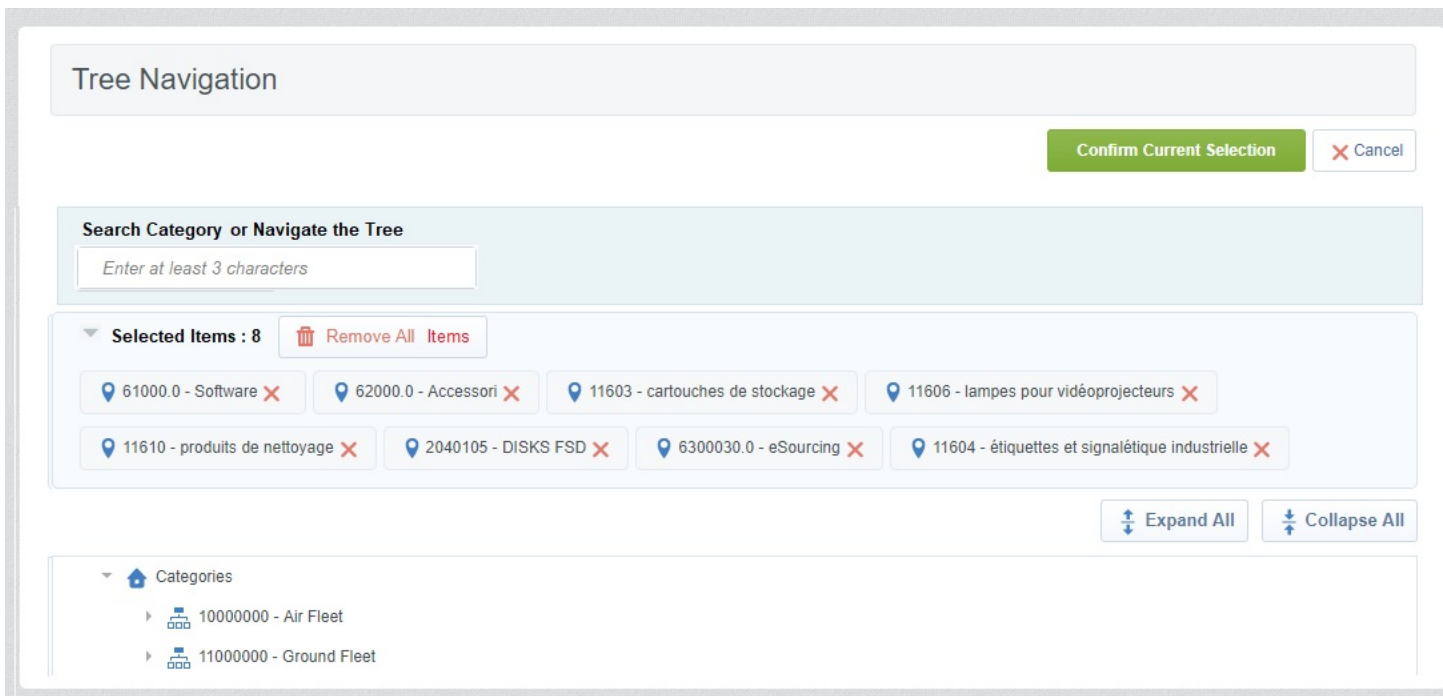 Tree Navigation
Confirm Current Selection Cancel
Search Category or Navigate the Tree
Enter at least 3 characters
Selected Items : 8 Remove All Items
61000.0 - Software 62000.0 - Accessori 11603 - cartouches de stockage 11606 - lampes pour vidéoprojecteurs
11610 - produits de nettoyage 2040105 - DISKS FSD 6300030.0 - eSourcing 11604 - étiquettes et signalétique industrielle
Expand All Collapse All
Categories
10000000 - Air Fleet
11000000 - Ground Fleet